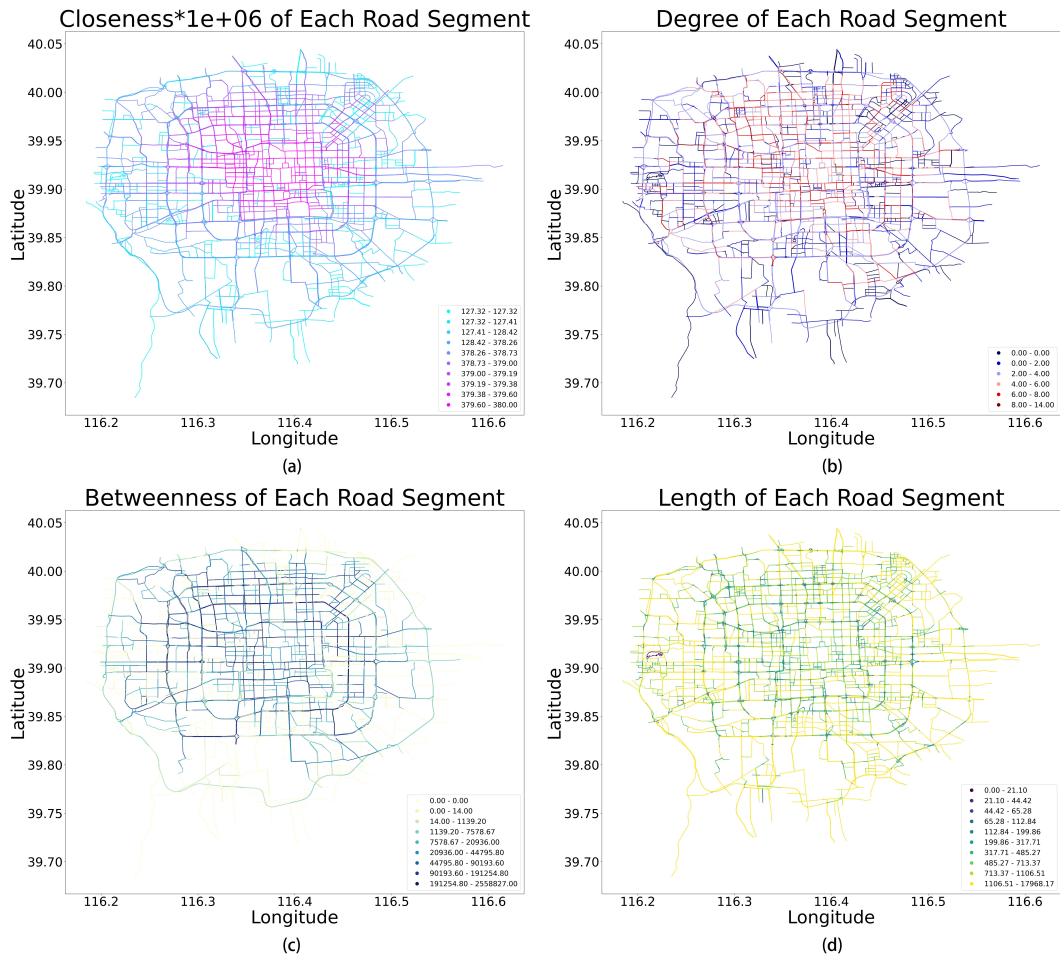 Closeness*1e+06 of Each Road Segment
40.05
40.00
39.95
39.90
39.85
39.80
39.75
39.70
Latitude
127.32 - 127.32
127.32 - 127.41
127.41 - 128.42
128.42 - 378.26
378.26 - 378.73
378.73 - 379.00
379.00 - 379.19
379.19 - 379.38
379.38 - 379.60
379.60 - 380.00
116.2 116.3 116.4 116.5 116.6
Longitude
(a)
Degree of Each Road Segment
40.05
40.00
39.95
39.90
39.85
39.80
39.75
39.70
Latitude
0.00 - 0.00
0.00 - 2.00
2.00 - 4.00
4.00 - 6.00
6.00 - 8.00
8.00 - 14.00
116.2 116.3 116.4 116.5 116.6
Longitude
(b)
Betweenness of Each Road Segment
40.05
40.00
39.95
39.90
39.85
39.80
39.75
39.70
Latitude
0.00 - 0.00
0.00 - 14.00
14.00 - 1139.20
1139.20 - 7578.67
7578.67 - 20936.00
20936.00 - 44795.80
44795.80 - 90193.60
90193.60 - 191254.80
191254.80 - 2558827.00
116.2 116.3 116.4 116.5 116.6
Longitude
(c)
Length of Each Road Segment
40.05
40.00
39.95
39.90
39.85
39.80
39.75
39.70
Latitude
0.00 - 21.10
21.10 - 44.42
44.42 - 65.28
65.28 - 112.84
112.84 - 199.86
199.86 - 317.71
317.71 - 485.27
485.27 - 713.37
713.37 - 1106.51
1106.51 - 17968.17
116.2 116.3 116.4 116.5 116.6
Longitude
(d)